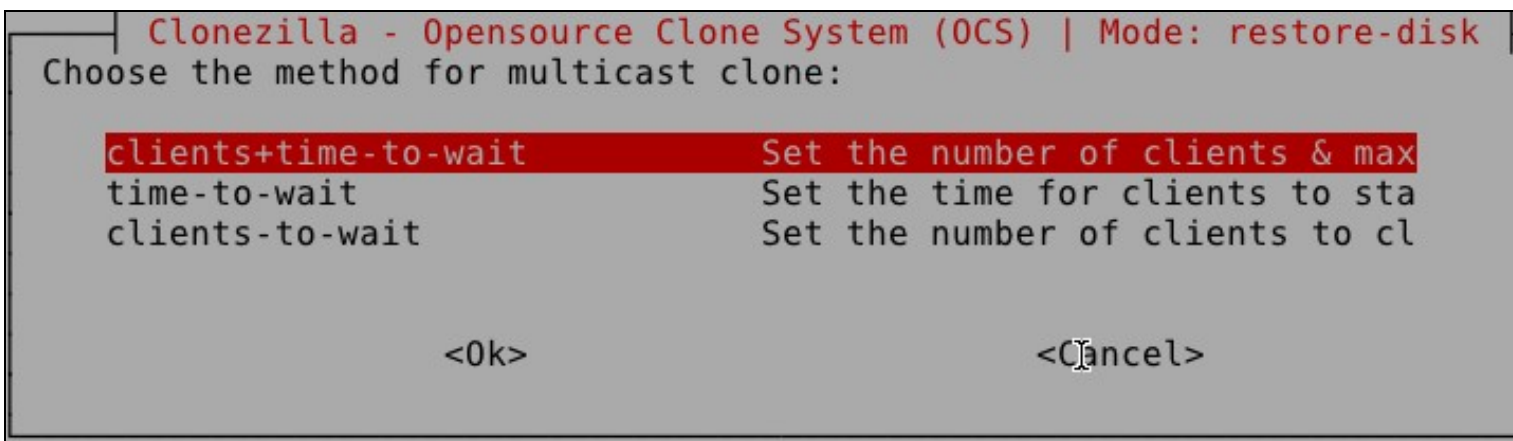 Clonezilla - Opensource Clone System (OCS) | Mode: restore-disk
Choose the method for multicast clone:
clients+time-to-wait Set the number of clients & max
time-to-wait Set the time for clients to sta
clients-to-wait Set the number of clients to cl
<Ok> <Cancel>